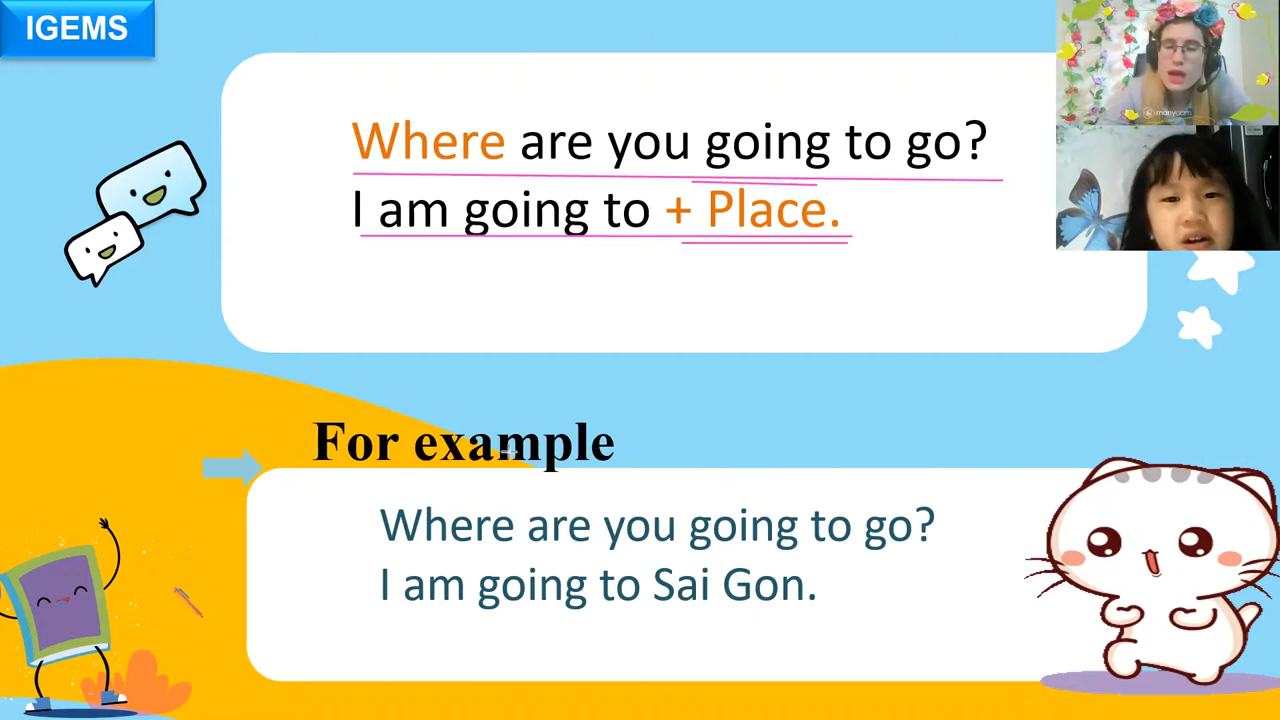 IGEMS
Where are you going to go?
I am going to + Place.
For example
Where are you going to go?
I am going to Sai Gon.
manycam